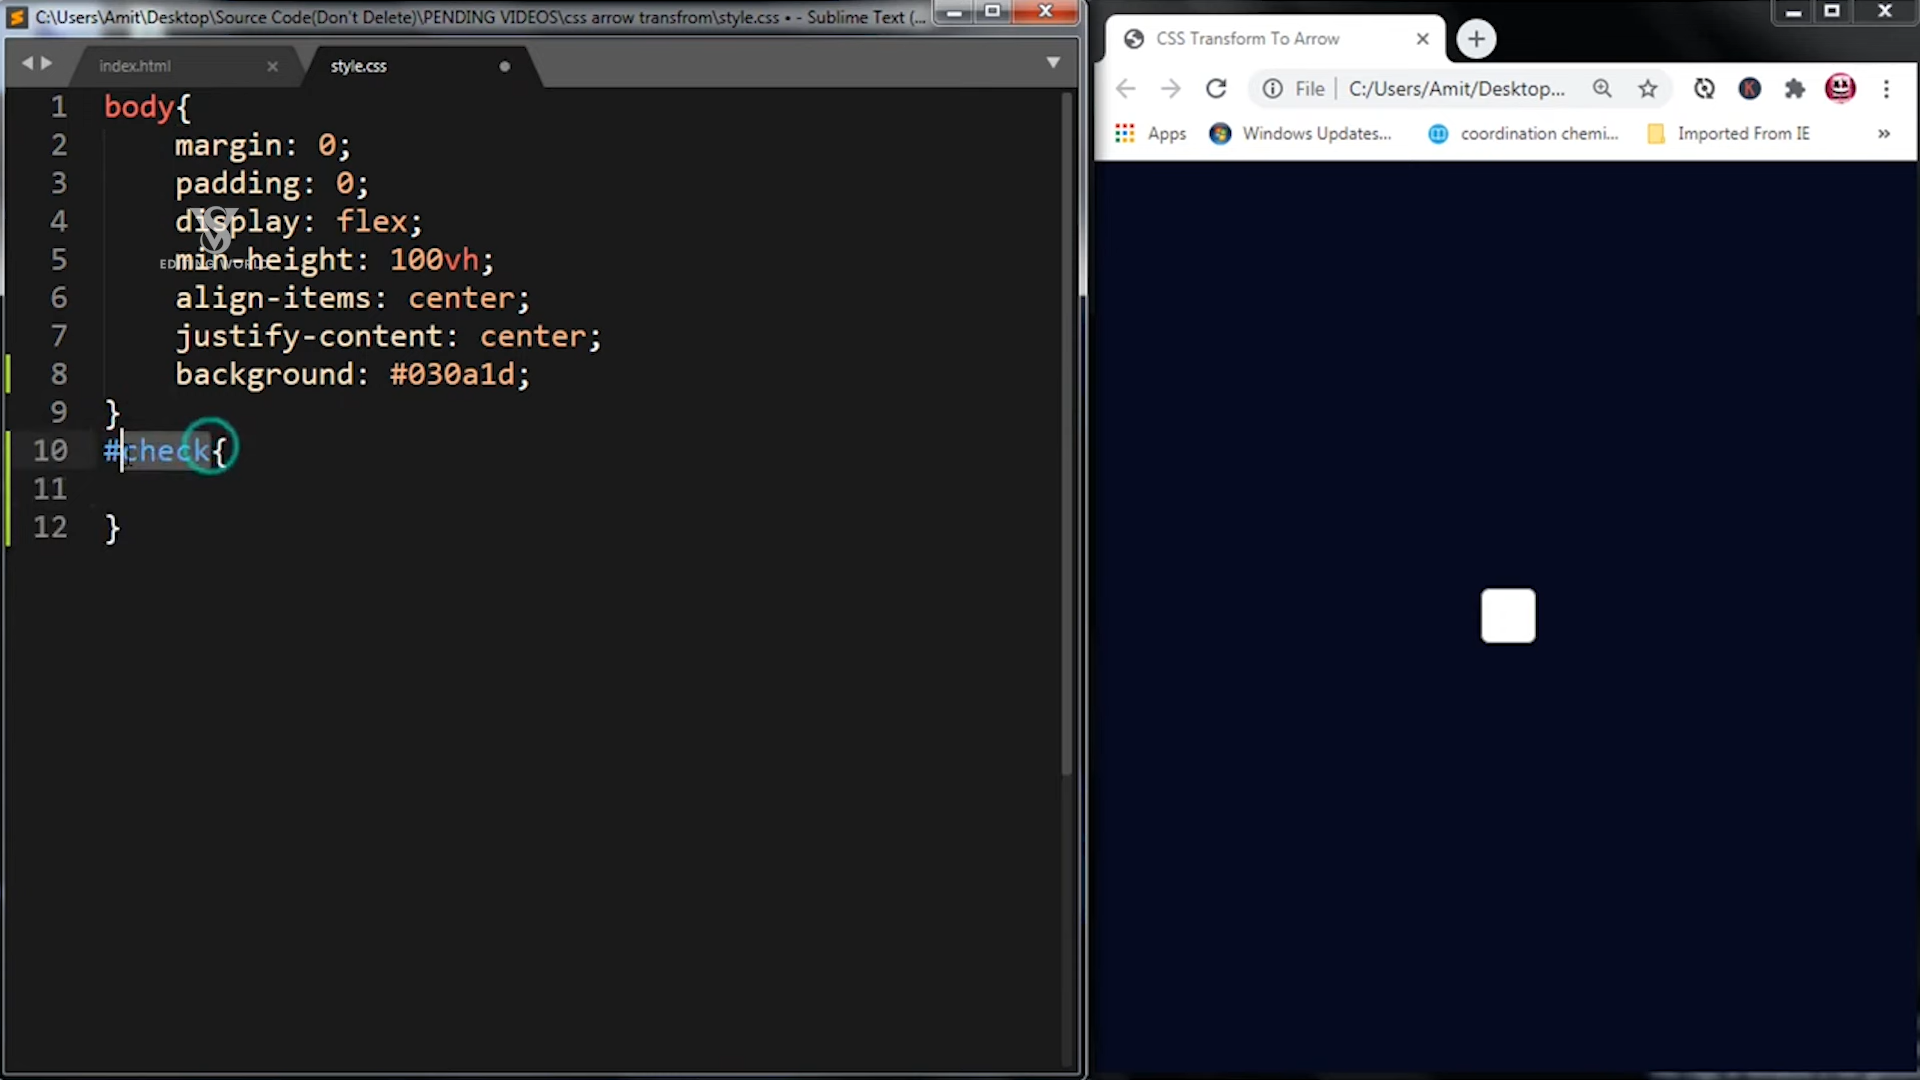 C:\Users\Amit\Desktop\Source Code(Don't Delete)\PENDING VIDEOS\css arrow transfrom\style.css • - Sublime Text (...
index.html
style.css
1 body{
2 margin: 0;
3 padding: 0;
4 display: flex;
5 min-height: 100vh;
6 align-items: center;
7 justify-content: center;
8 background: #030a1d;
9 }
10 #check{
11
12 }
EDITING WORLD
CSS Transform To Arrow
File C:/Users/Amit/Desktop...
Apps Windows Updates... coordination chemi... Imported From IE »